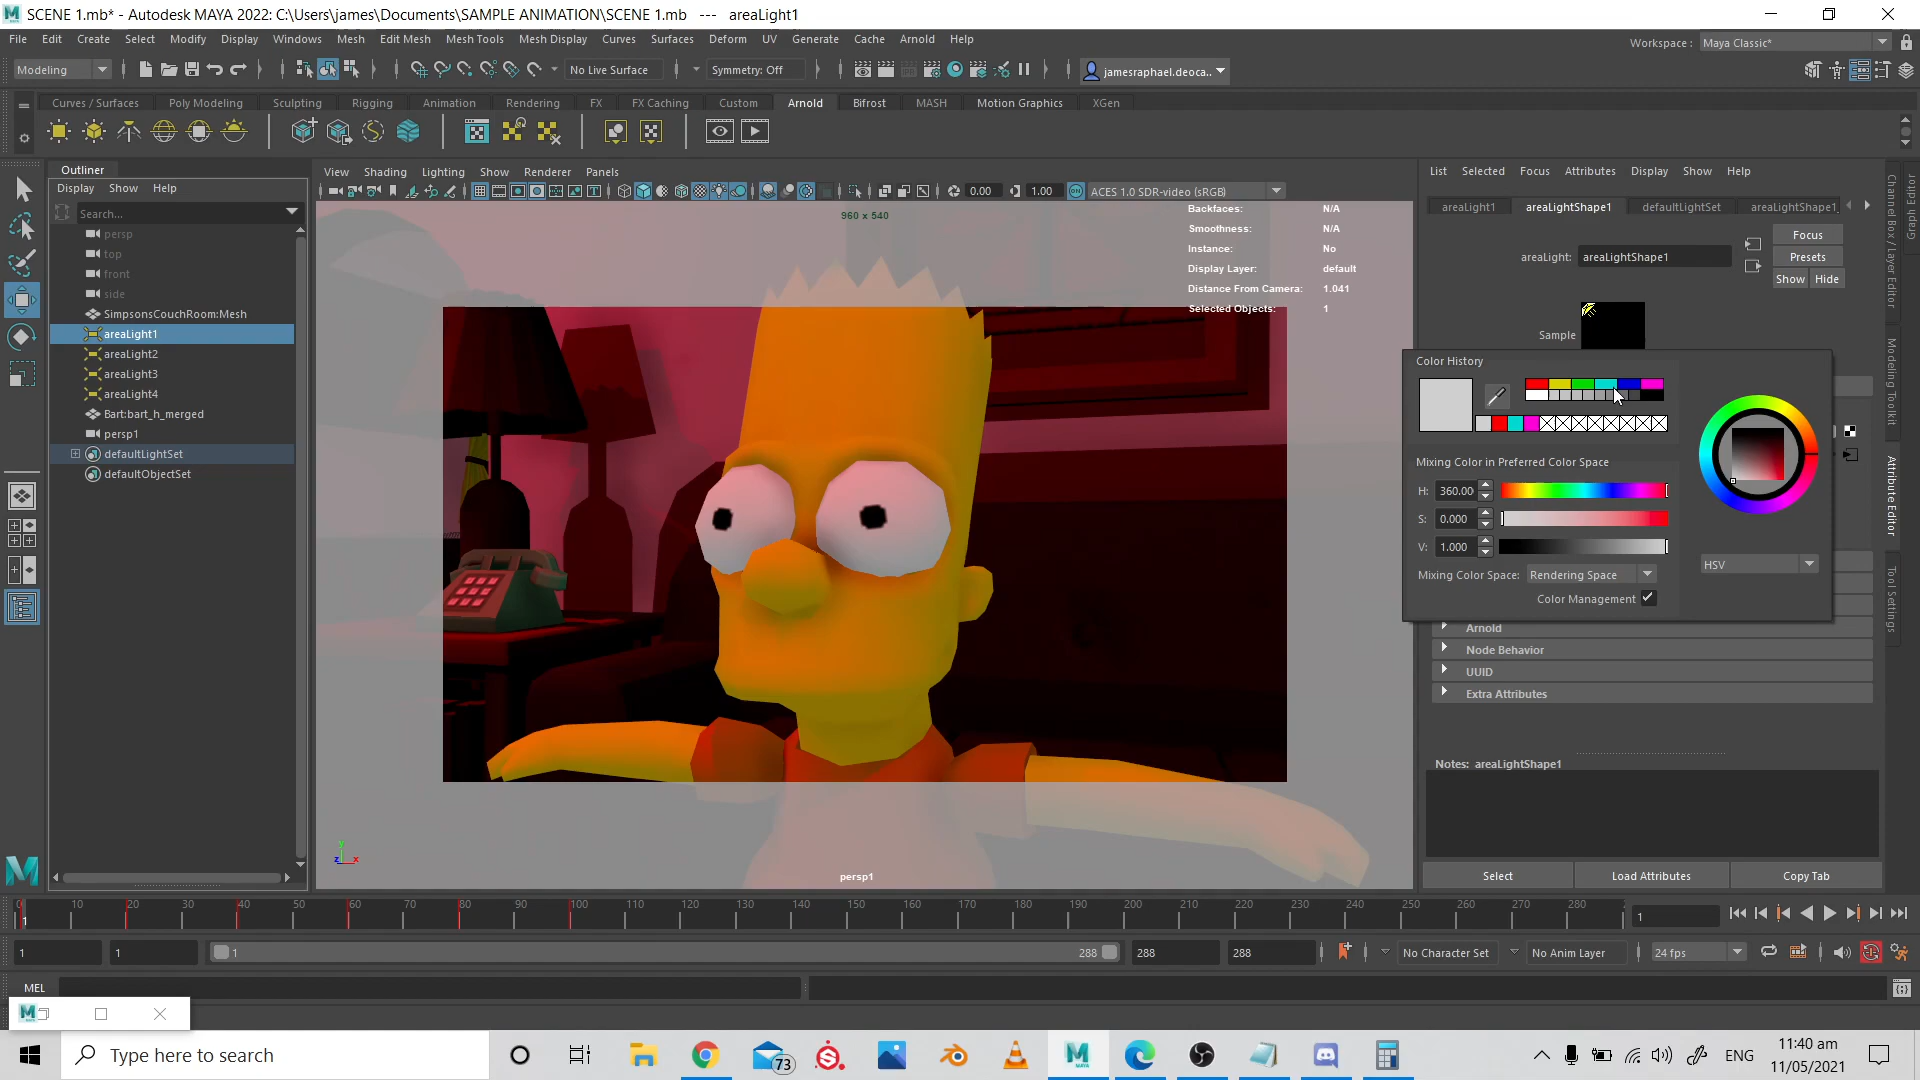 SCENE 1.mb* - Autodesk MAYA 2022: C:\Users\james\Documents\SAMPLE ANIMATION\SCENE 1.mb   ---   areaLight1
File Edit Create Select Modify Display Windows Mesh Edit Mesh Mesh Tools Mesh Display Curves Surfaces Deform UV Generate Cache Arnold Help
Workspace : Maya Classic*
Modeling No Live Surface Symmetry: Off jamesraphael.deoca..
Curves / Surfaces Poly Modeling Sculpting Rigging Animation Rendering FX FX Caching Custom Arnold Bifrost MASH Motion Graphics XGen
Outliner
Display Show Help
Search...
persp
top
front
side
SimpsonsCouchRoom:Mesh
areaLight1
areaLight2
areaLight3
areaLight4
Bart:bart_h_merged
persp1
defaultLightSet
defaultObjectSet
View Shading Lighting Show Renderer Panels
0.00 1.00 ON ACES 1.0 SDR-video (sRGB)
960 x 540
Backfaces: N/A
Smoothness: N/A
Instance: No
Display Layer: default
Distance From Camera: 1.041
Selected Objects: 1
persp1
y
z x
List Selected Focus Attributes Display Show Help
areaLight1 areaLightShape1 defaultLightSet areaLightShape1
areaLight: areaLightShape1
Focus
Presets
Show Hide
Sample
Color History
Mixing Color in Preferred Color Space
H: 360.00
S: 0.000
V: 1.000
Mixing Color Space: Rendering Space
Color Management
HSV
Arnold
Node Behavior
UUID
Extra Attributes
Notes: areaLightShape1
Select Load Attributes Copy Tab
Channel Box / Layer Editor
Modeling Toolkit
Attribute Editor
Tool Settings
Graph Editor
0 10 20 30 40 50 60 70 80 90 100 110 120 130 140 150 160 170 180 190 200 210 220 230 240 250 260 270 280
1
1
1 1 1 288 288 288 No Character Set No Anim Layer 24 fps
MEL
Type here to search
73
ENG
11:40 am
11/05/2021